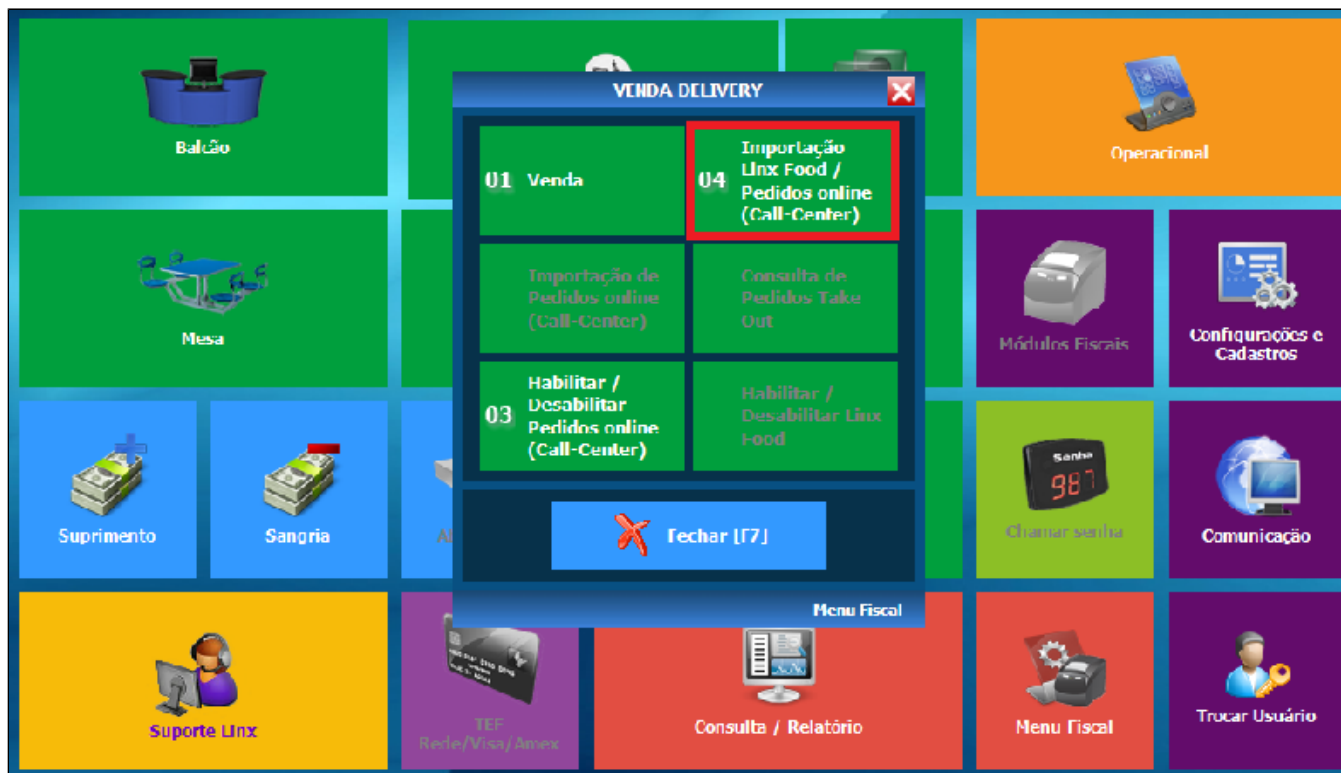 VENDA DELIVERY
01 Venda
04 Importação
Linx Food /
Pedidos online
(Call-Center)
Importação de
Pedidos online
(Call-Center)
Consulta de
Pedidos Take
Out
03 Habilitar /
Desabilitar
Pedidos online
(Call-Center)
Habilitar /
Desabilitar Linx
Food
Fechar [F7]
Menu Fiscal
Balcão
Operacional
Mesa
Módulos Fiscais
Configurações e
Cadastros
Suprimento
Sangria
Senha
987
Chamar senha
Comunicação
Suporte Linx
TEF
Rede/Visa/Amex
Consulta / Relatório
Menu Fiscal
Trocar Usuário